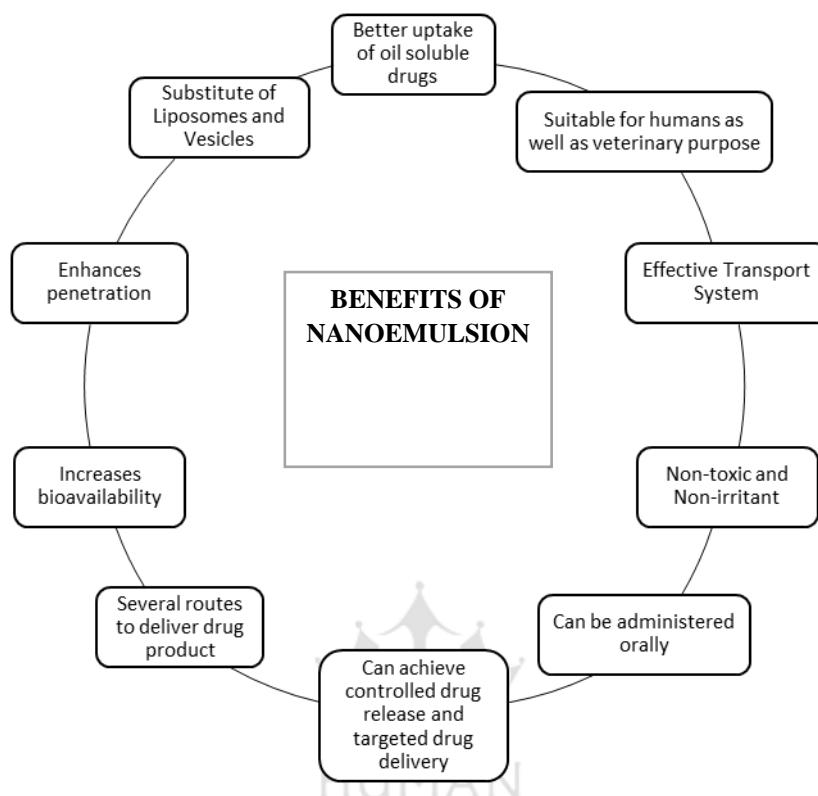 Better uptake
of oil soluble
drugs
Suitable for humans as
well as veterinary purpose
Effective Transport
System
Non-toxic and
Non-irritant
Can be administered
orally
Can achieve
controlled drug
release and
targeted drug
delivery
Several routes
to deliver drug
product
Increases
bioavailability
Enhances
penetration
Substitute of
Liposomes and
Vesicles
BENEFITS OF
NANOEMULSION
HUMAN